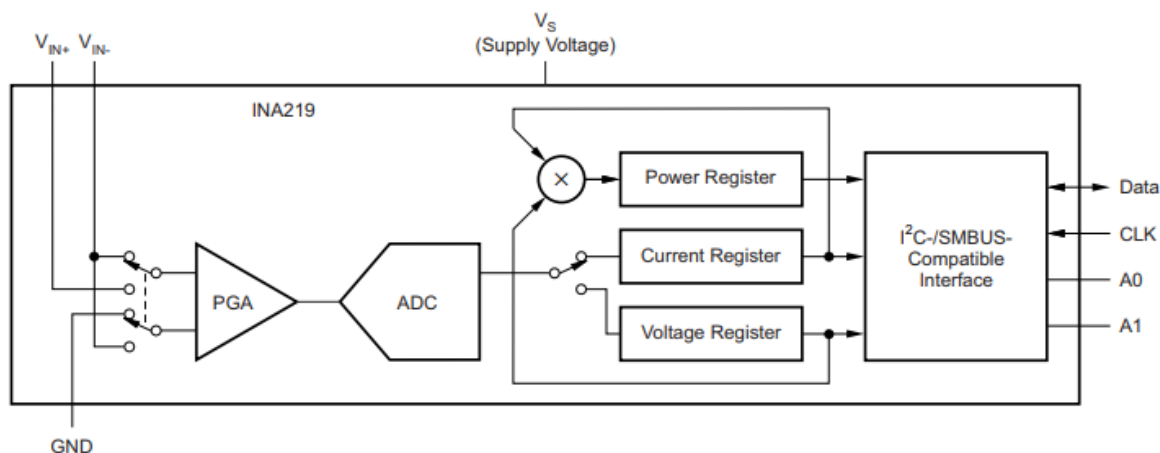 V_S
(Supply Voltage)
V_IN+
V_IN-
INA219
×
Power Register
Current Register
Voltage Register
PGA
ADC
I²C-/SMBUS-
Compatible
Interface
Data
CLK
A0
A1
GND